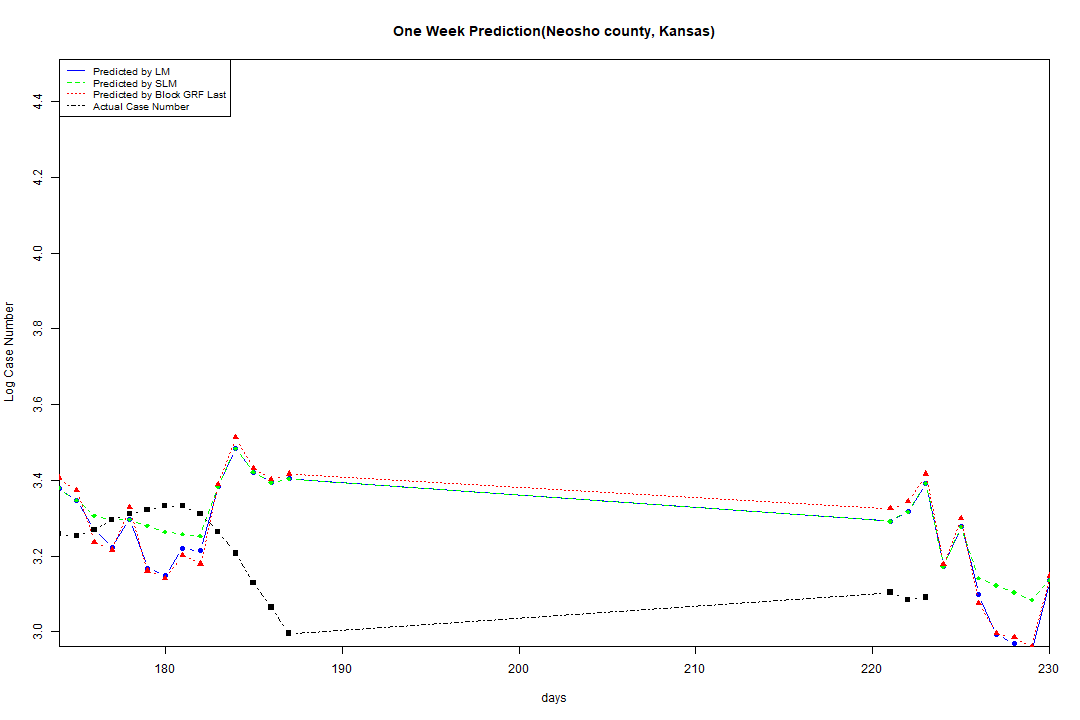 One Week Prediction(Neosho county, Kansas)
Predicted by LM
Predicted by SLM
Predicted by Block GRF Last
Actual Case Number
4.4
4.2
4.0
3.8
3.6
3.4
3.2
3.0
Log Case Number
180 190 200 210 220 230
days